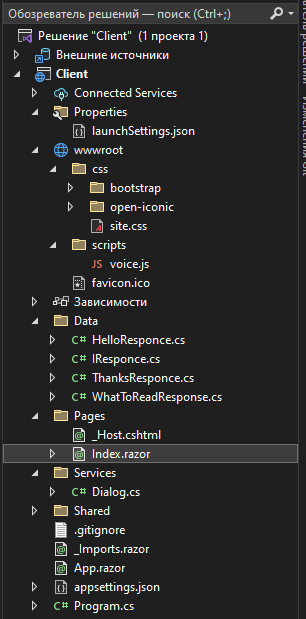 Обозреватель решений — поиск (Ctrl+;)
Решение "Client" (1 проекта 1)
Внешние источники
Client
Connected Services
Properties
launchSettings.json
wwwroot
css
bootstrap
open-iconic
site.css
scripts
JS voice.js
favicon.ico
Зависимости
Data
C# HelloResponce.cs
C# IResponce.cs
C# ThanksResponce.cs
C# WhatToReadResponse.cs
Pages
_Host.cshtml
Index.razor
Services
C# Dialog.cs
Shared
.gitignore
_Imports.razor
App.razor
appsettings.json
C# Program.cs